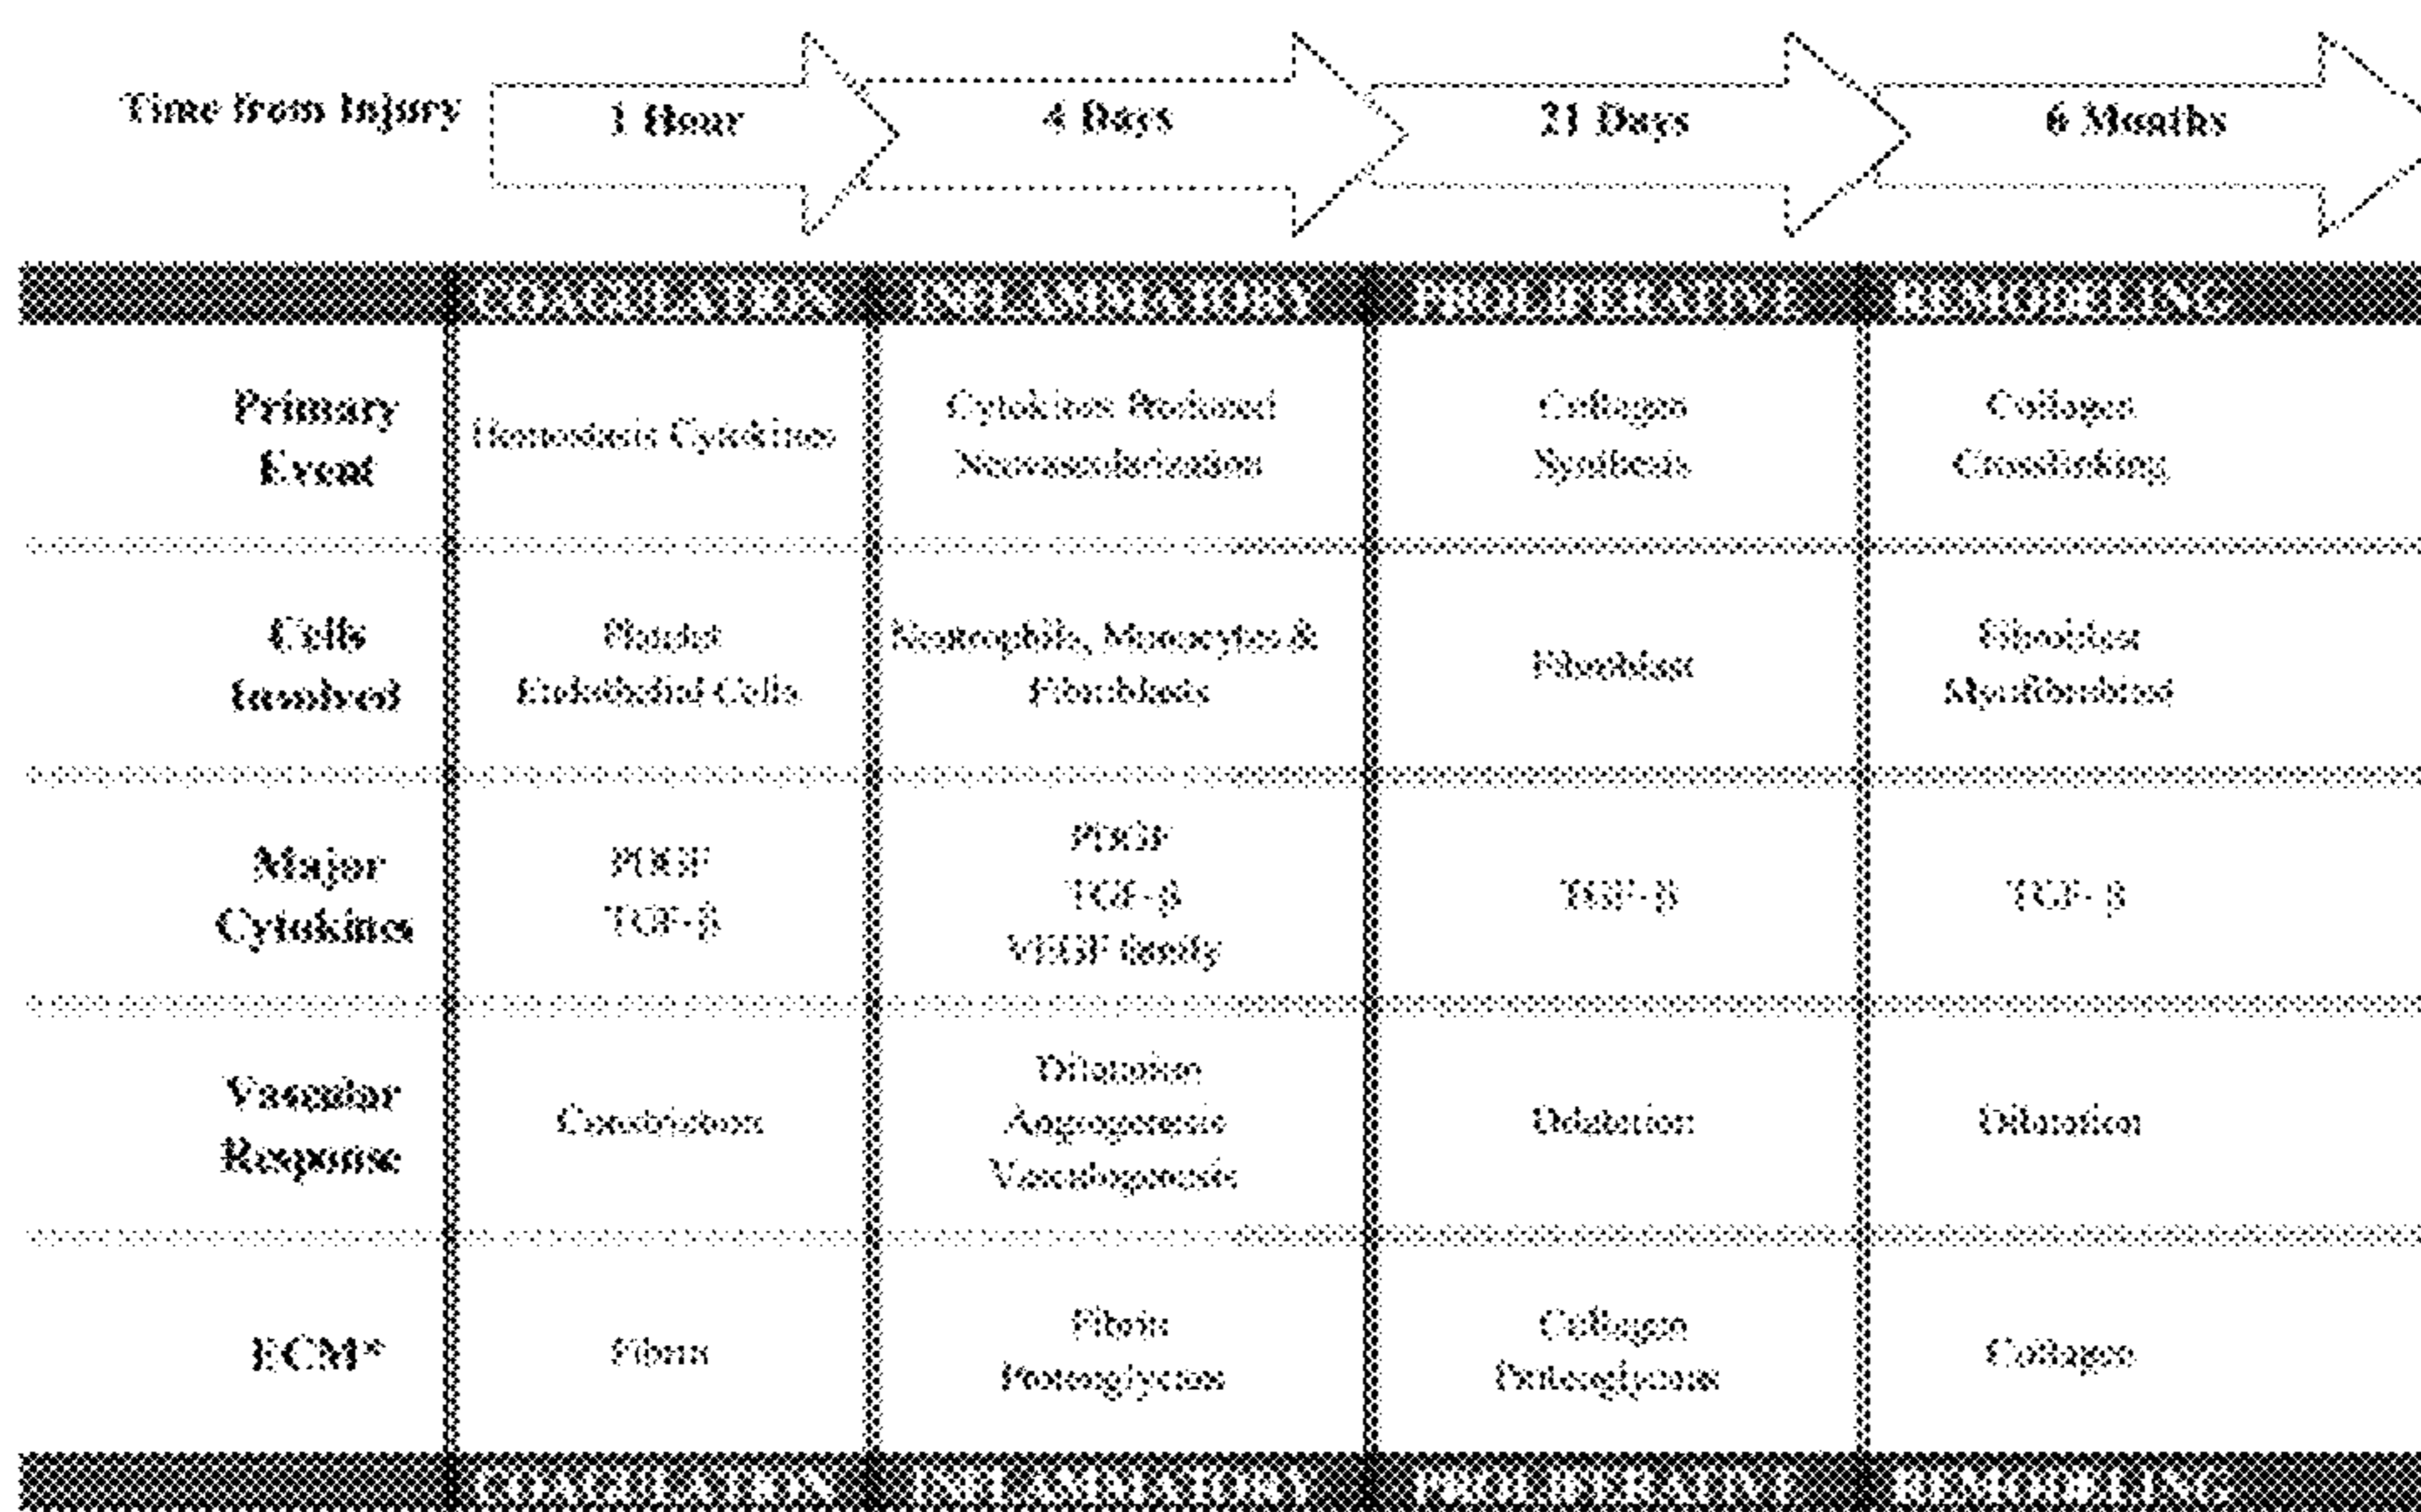 Time from Injury
1 Hour
4 Days
21 Days
6 Months
COAGULATION
INFLAMMATORY
PROLIFERATIVE
REMODELING
Primary
Event
Hemostasis Cytokines
Cytokines Produced
Neovascularization
Collagen
Synthesis
Collagen
Crosslinking
Cells
Involved
Platelet
Endothelial Cells
Neutrophils, Monocytes &
Fibroblasts
Fibroblast
Fibroblast
Myofibroblast
Major
Cytokines
PDGF
TGF-β
PDGF
TGF-β
VEGF family
TGF-β
TGF- β
Vascular
Response
Constriction
Dilatation
Angiogenesis
Vasculogenesis
Dilatation
Dilatation
ECM*
Fibrin
Fibrin
Proteoglycans
Collagen
Proteoglycans
Collagen
COAGULATION
INFLAMMATORY
PROLIFERATIVE
REMODELING